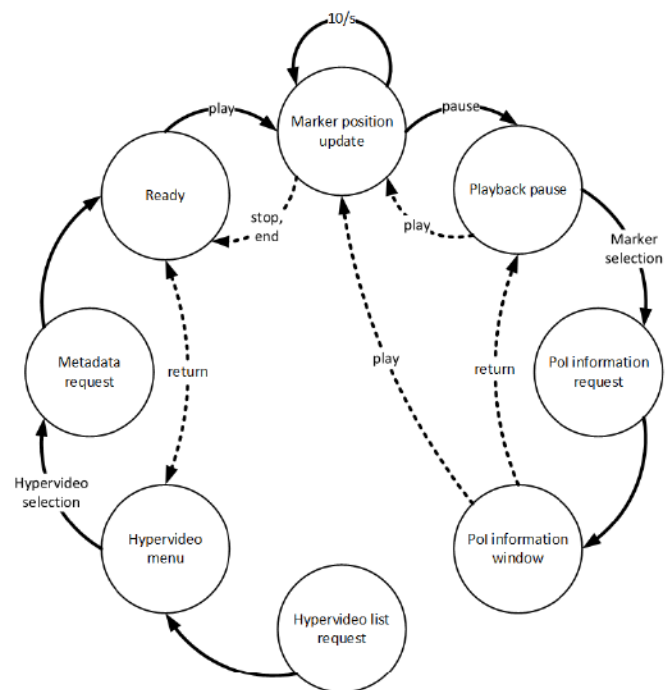 10/s
play
Marker position
update
pause
Ready
Playback pause
stop,
end
play
Marker
selection
Metadata
request
return
play
return
PoI information
request
Hypervideo
selection
Hypervideo
menu
PoI information
window
Hypervideo list
request